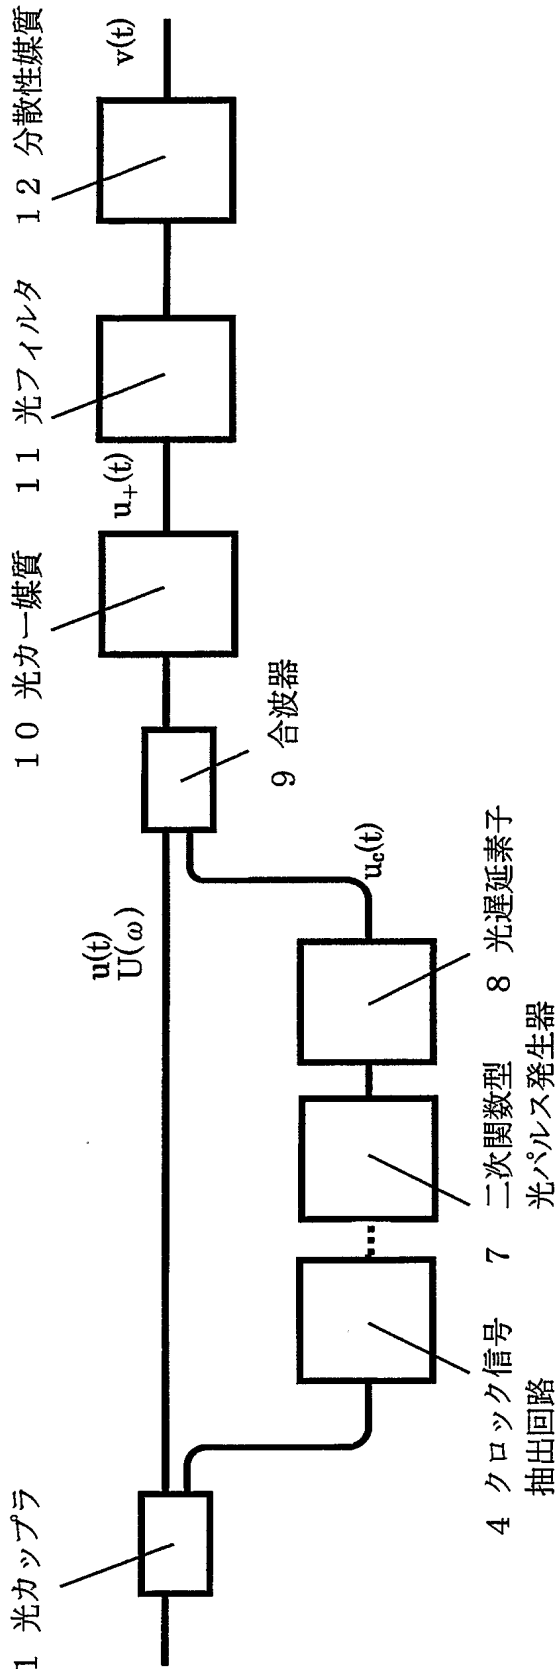 1 光カップラ
u(t)
U(ω)
9 合波器
10 光カー媒質
u₊(t)
11 光フィルタ
12 分散性媒質
v(t)
4 クロック信号
抽出回路
7 二次関数型
光パルス発生器
8 光遅延素子
u_c(t)